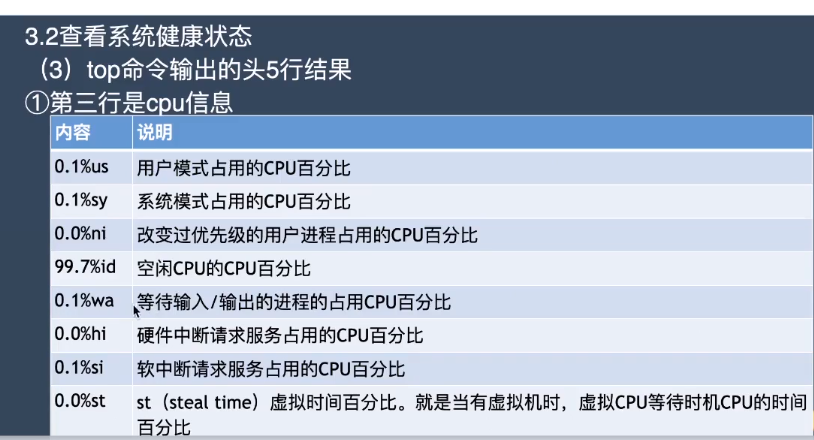 3.2查看系统健康状态
（3）top命令输出的头5行结果
①第三行是cpu信息
内容 说明
0.1%us 用户模式占用的CPU百分比
0.1%sy 系统模式占用的CPU百分比
0.0%ni 改变过优先级的用户进程占用的CPU百分比
99.7%id 空闲CPU的CPU百分比
0.1%wa 等待输入/输出的进程的占用CPU百分比
0.0%hi 硬件中断请求服务占用的CPU百分比
0.1%si 软中断请求服务占用的CPU百分比
0.0%st st（steal time）虚拟时间百分比。就是当有虚拟机时，虚拟CPU等待时机CPU的时间
百分比